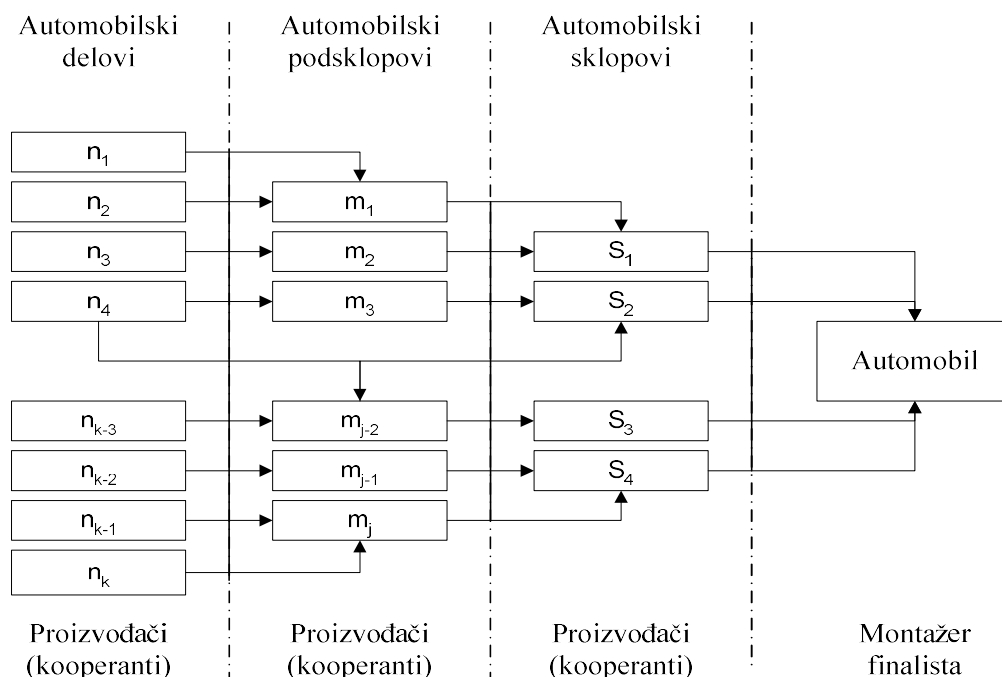 Automobilski
delovi
Automobilski
podsklopovi
Automobilski
sklopovi
n₁
n₂
n₃
n₄
m₁
m₂
m₃
S₁
S₂
Automobil
nₖ₋₃
nₖ₋₂
nₖ₋₁
nₖ
mⱼ₋₂
mⱼ₋₁
mⱼ
S₃
S₄
Proizvođači
(kooperanti)
Proizvođači
(kooperanti)
Proizvođači
(kooperanti)
Montažer
finalista